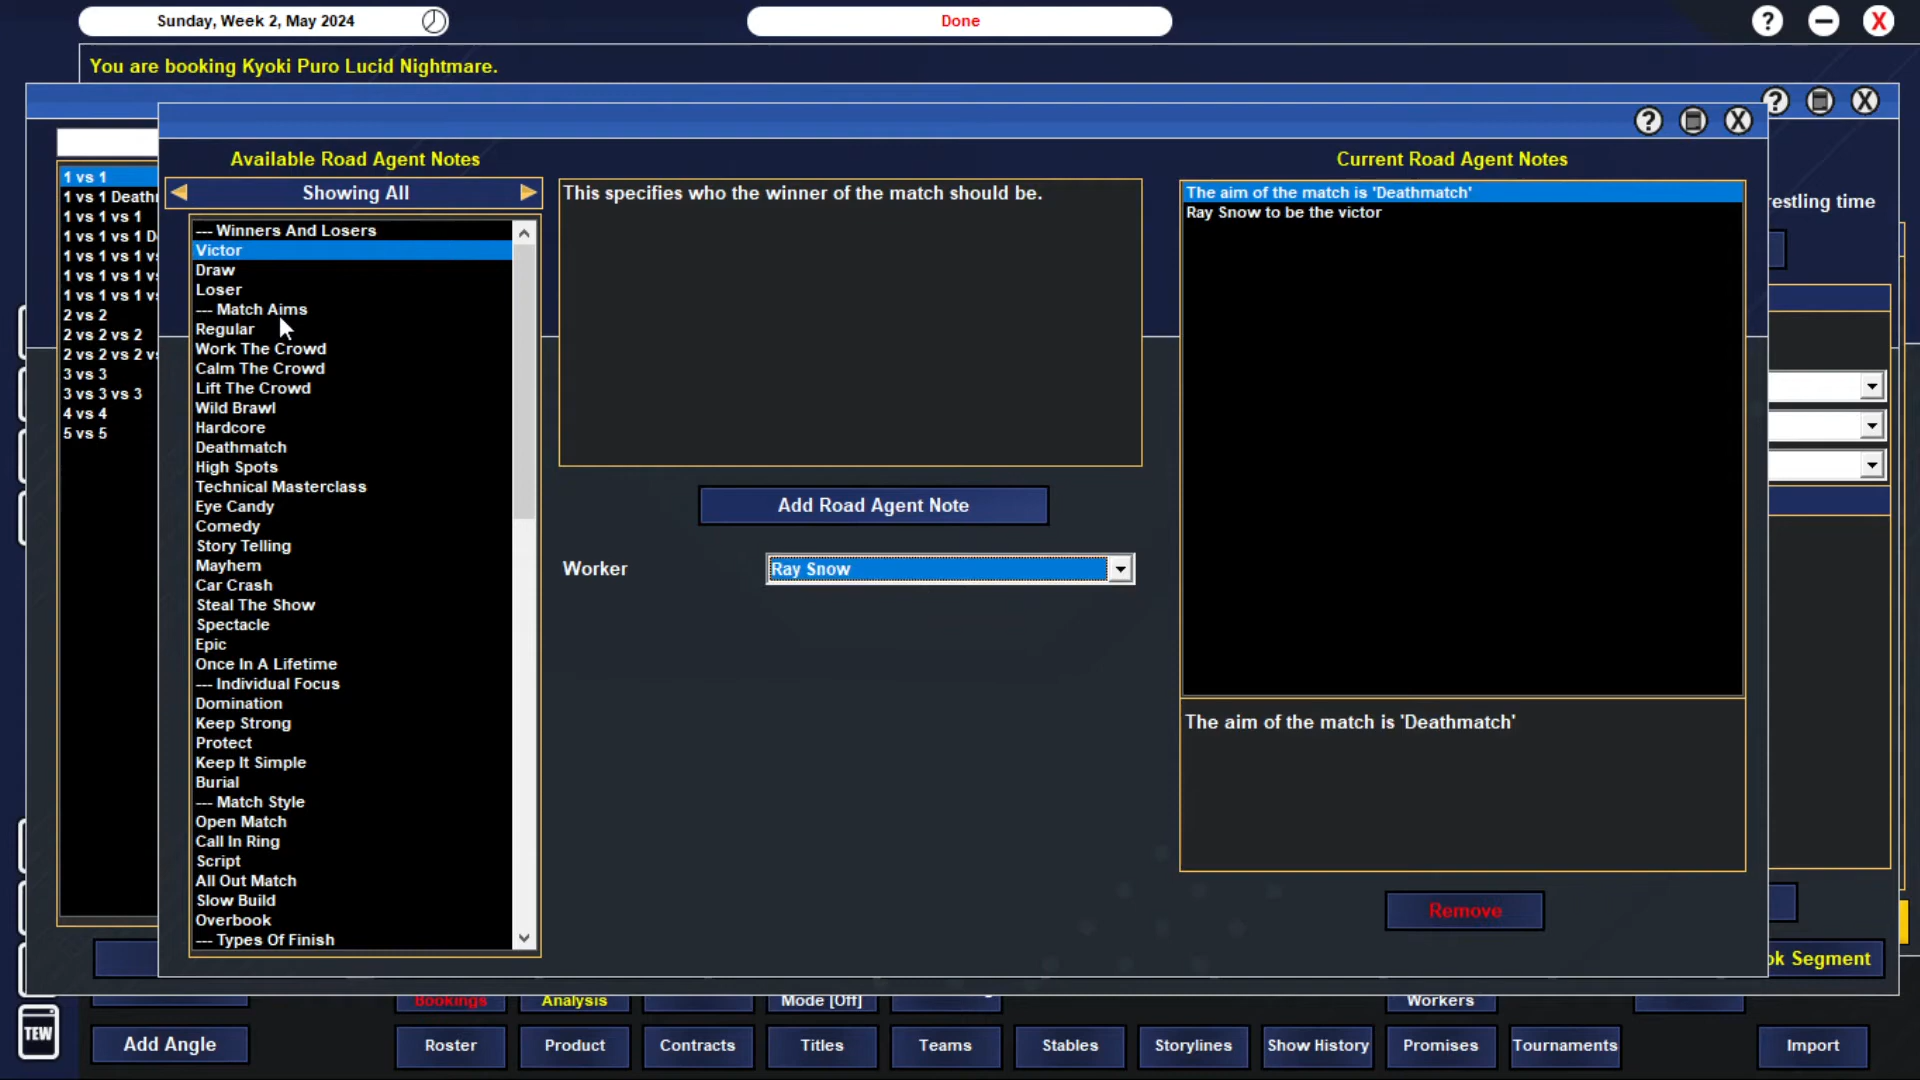 Sunday, Week 2, May 2024
Done
?
X
You are booking Kyoki Puro Lucid Nightmare.
?
X
?
X
Available Road Agent Notes
Current Road Agent Notes
Showing All
This specifies who the winner of the match should be.
The aim of the match is 'Deathmatch'
Ray Snow to be the victor
restling time
1 vs 1
1 vs 1 Death
1 vs 1 vs 1
1 vs 1 vs 1 D
1 vs 1 vs 1 vs
1 vs 1 vs 1 vs
1 vs 1 vs 1 vs
2 vs 2
2 vs 2 vs 2
2 vs 2 vs 2 vs
3 vs 3
3 vs 3 vs 3
4 vs 4
5 vs 5
--- Winners And Losers
Victor
Draw
Loser
--- Match Aims
Regular
Work The Crowd
Calm The Crowd
Lift The Crowd
Wild Brawl
Hardcore
Deathmatch
High Spots
Technical Masterclass
Eye Candy
Comedy
Story Telling
Mayhem
Car Crash
Steal The Show
Spectacle
Epic
Once In A Lifetime
--- Individual Focus
Domination
Keep Strong
Protect
Keep It Simple
Burial
--- Match Style
Open Match
Call In Ring
Script
All Out Match
Slow Build
Overbook
--- Types Of Finish
Add Road Agent Note
Worker
Ray Snow
The aim of the match is 'Deathmatch'
Remove
ok Segment
Bookings
Analysis
Mode [Off]
Workers
TEW
Add Angle
Roster
Product
Contracts
Titles
Teams
Stables
Storylines
Show History
Promises
Tournaments
Import